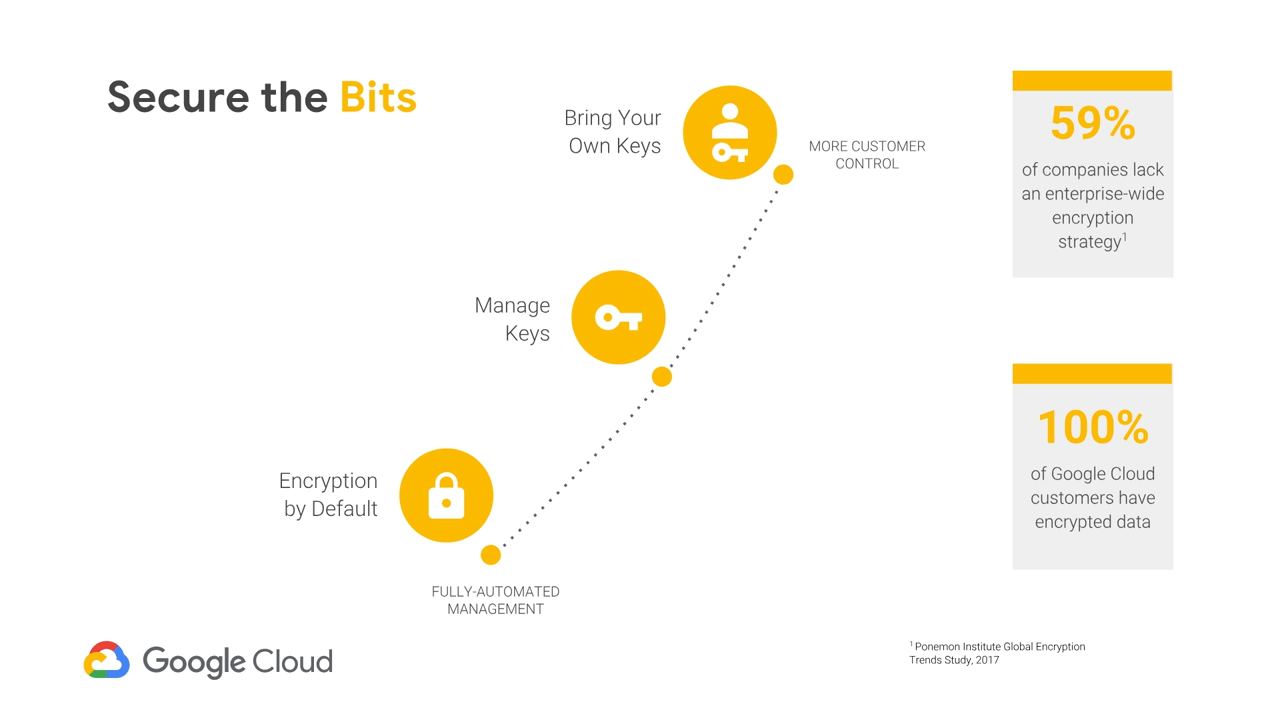 Secure the Bits
Bring Your
Own Keys
MORE CUSTOMER
CONTROL
Manage
Keys
Encryption
by Default
FULLY-AUTOMATED
MANAGEMENT
59%
of companies lack
an enterprise-wide
encryption
strategy¹
100%
of Google Cloud
customers have
encrypted data
Google Cloud
¹ Ponemon Institute Global Encryption
Trends Study, 2017